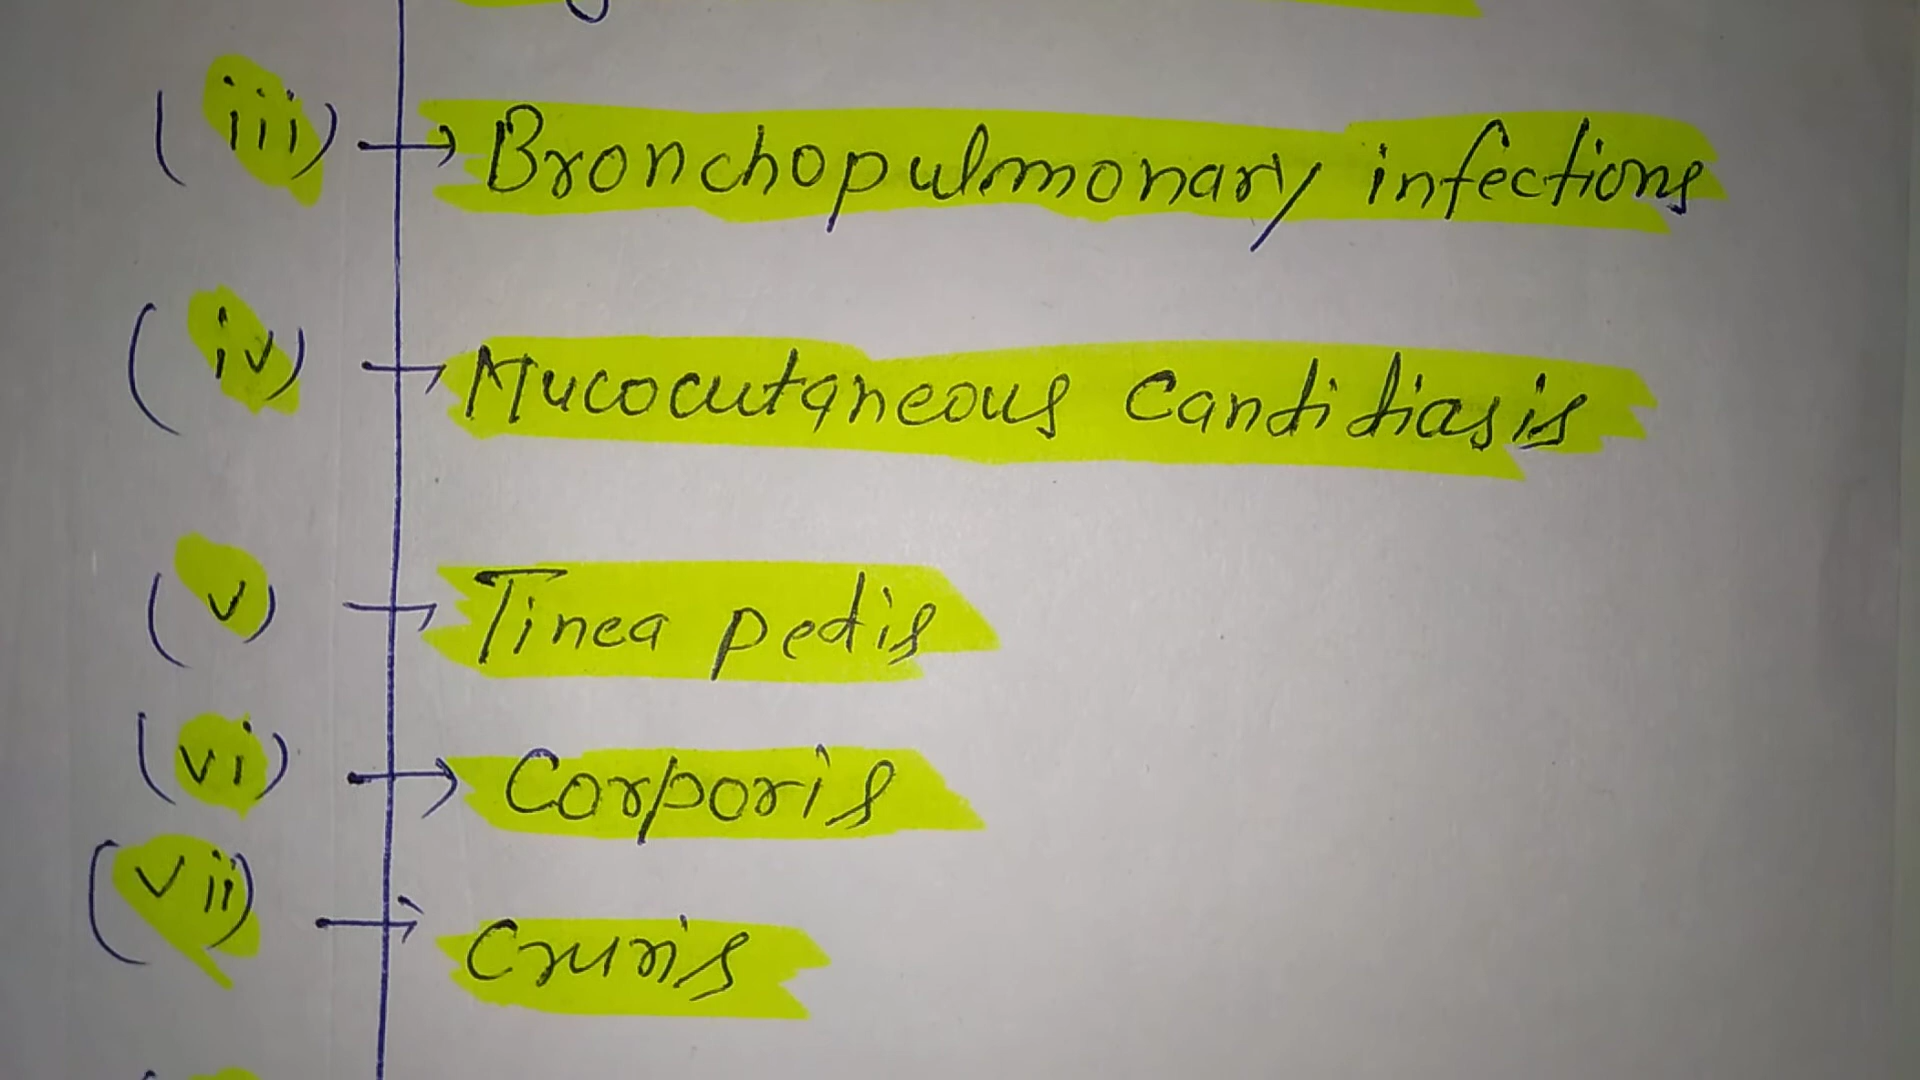 (iii) → Bronchopulmonary infections
(iv) → Mucocutaneous Candidiasis
(v) → Tinea pedis
(vi) → Corporis
(vii) → Cruris